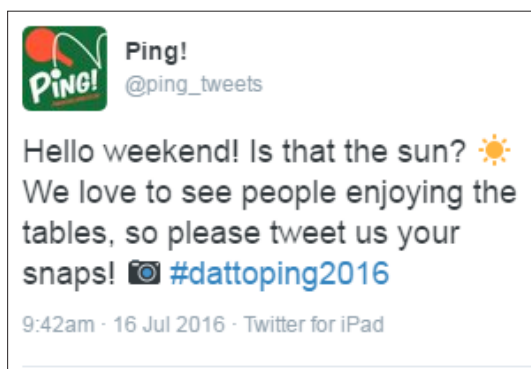 PiNG!
Ping!
@ping_tweets
Hello weekend! Is that the sun? ☀
We love to see people enjoying the
tables, so please tweet us your
snaps! 📷 #dattoping2016
9:42am · 16 Jul 2016 · Twitter for iPad